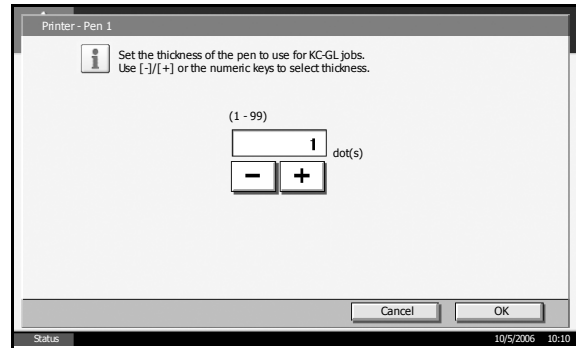 Printer - Pen 1
Set the thickness of the pen to use for KC-GL jobs.
Use [-]/[+] or the numeric keys to select thickness.
(1 - 99)
1 dot(s)
− +
Cancel OK
Status 10/5/2006 10:10